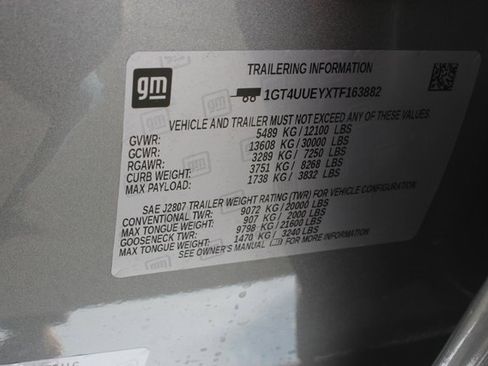 gm
TRAILERING INFORMATION
1GT4UUEYXTF163882
VEHICLE AND TRAILER MUST NOT EXCEED ANY OF THESE VALUES.
GVWR: 5489 KG / 12100 LBS
GCWR: 13608 KG / 30000 LBS
RGAWR: 3289 KG / 7250 LBS
CURB WEIGHT: 3751 KG / 8268 LBS
MAX PAYLOAD: 1738 KG / 3832 LBS
SAE J2807 TRAILER WEIGHT RATING (TWR) FOR VEHICLE CONFIGURATION
CONVENTIONAL TWR: 9072 KG / 20000 LBS
MAX TONGUE WEIGHT: 907 KG / 2000 LBS
GOOSENECK TWR: 9798 KG / 21600 LBS
MAX TONGUE WEIGHT: 1470 KG / 3240 LBS
SEE OWNER'S MANUAL FOR MORE INFORMATION